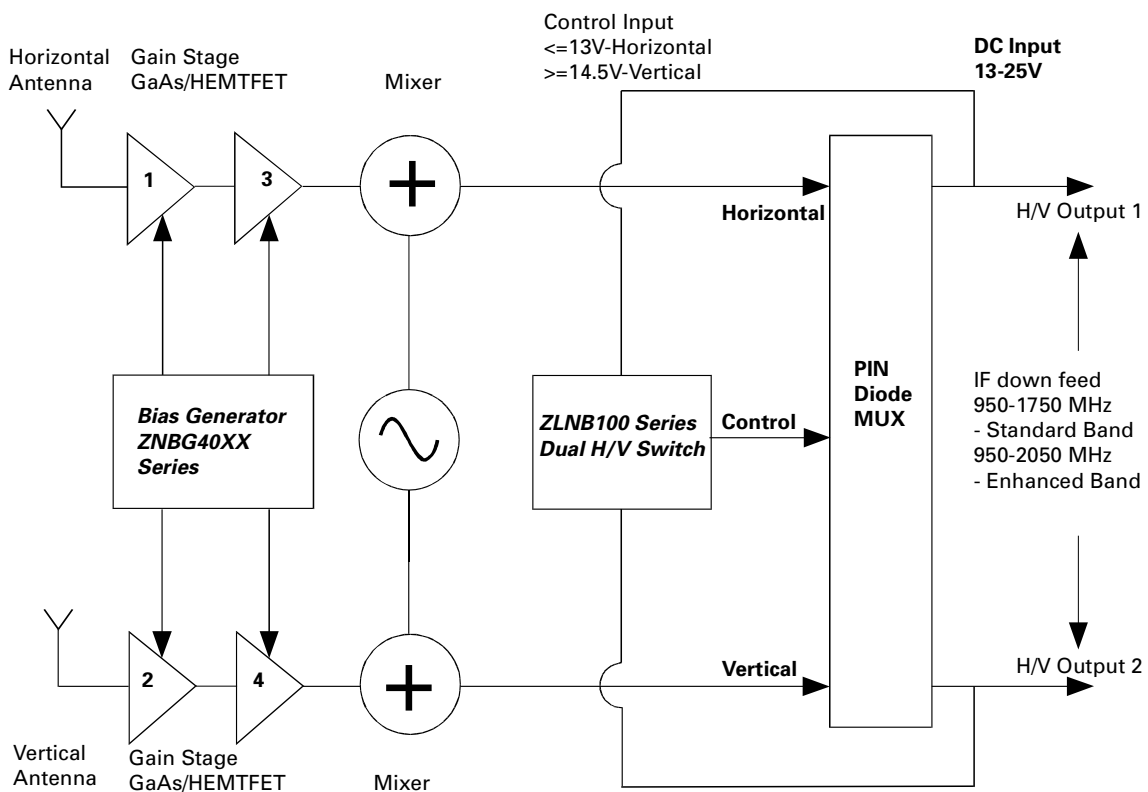 Control Input
<=13V-Horizontal
>=14.5V-Vertical
DC Input
13-25V
Horizontal
Antenna
Gain Stage
GaAs/HEMTFET
Mixer
1
3
Horizontal
H/V Output 1
Bias Generator
ZNBG40XX
Series
ZLNB100 Series
Dual H/V Switch
Control
PIN
Diode
MUX
IF down feed
950-1750 MHz
- Standard Band
950-2050 MHz
- Enhanced Band
2
4
Vertical
H/V Output 2
Vertical
Antenna
Gain Stage
GaAs/HEMTFET
Mixer